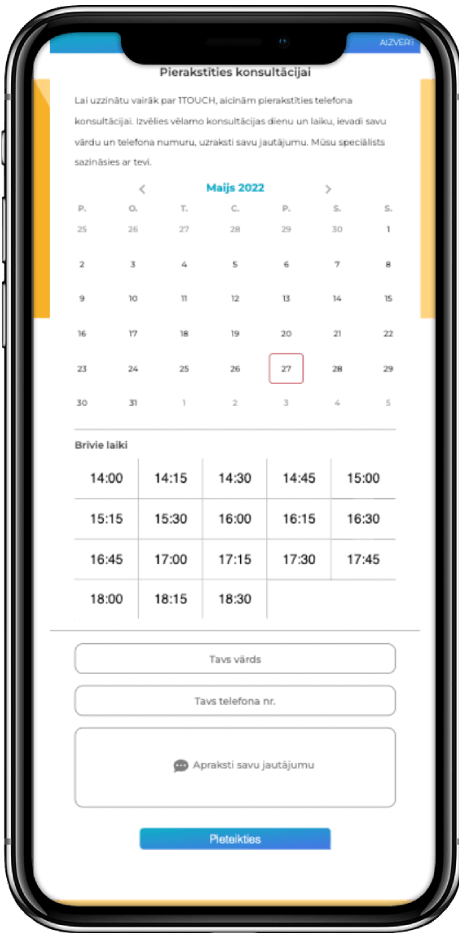 AIZVĒRT
Pierakstīties konsultācijai
Lai uzzinātu vairāk par 1TOUCH, aicinām pierakstīties telefona
konsultācijai. Izvēlies vēlamo konsultācijas dienu un laiku, ievadi savu
vārdu un telefona numuru, uzraksti savu jautājumu. Mūsu speciālists
sazināsies ar tevi.
Maijs 2022
P. O. T. C. P. S. S.
25 26 27 28 29 30 1
2 3 4 5 6 7 8
9 10 11 12 13 14 15
16 17 18 19 20 21 22
23 24 25 26 27 28 29
30 31 1 2 3 4 5
Brīvie laiki
14:00 14:15 14:30 14:45 15:00
15:15 15:30 16:00 16:15 16:30
16:45 17:00 17:15 17:30 17:45
18:00 18:15 18:30
Tavs vārds
Tavs telefona nr.
Apraksti savu jautājumu
Pieteikties